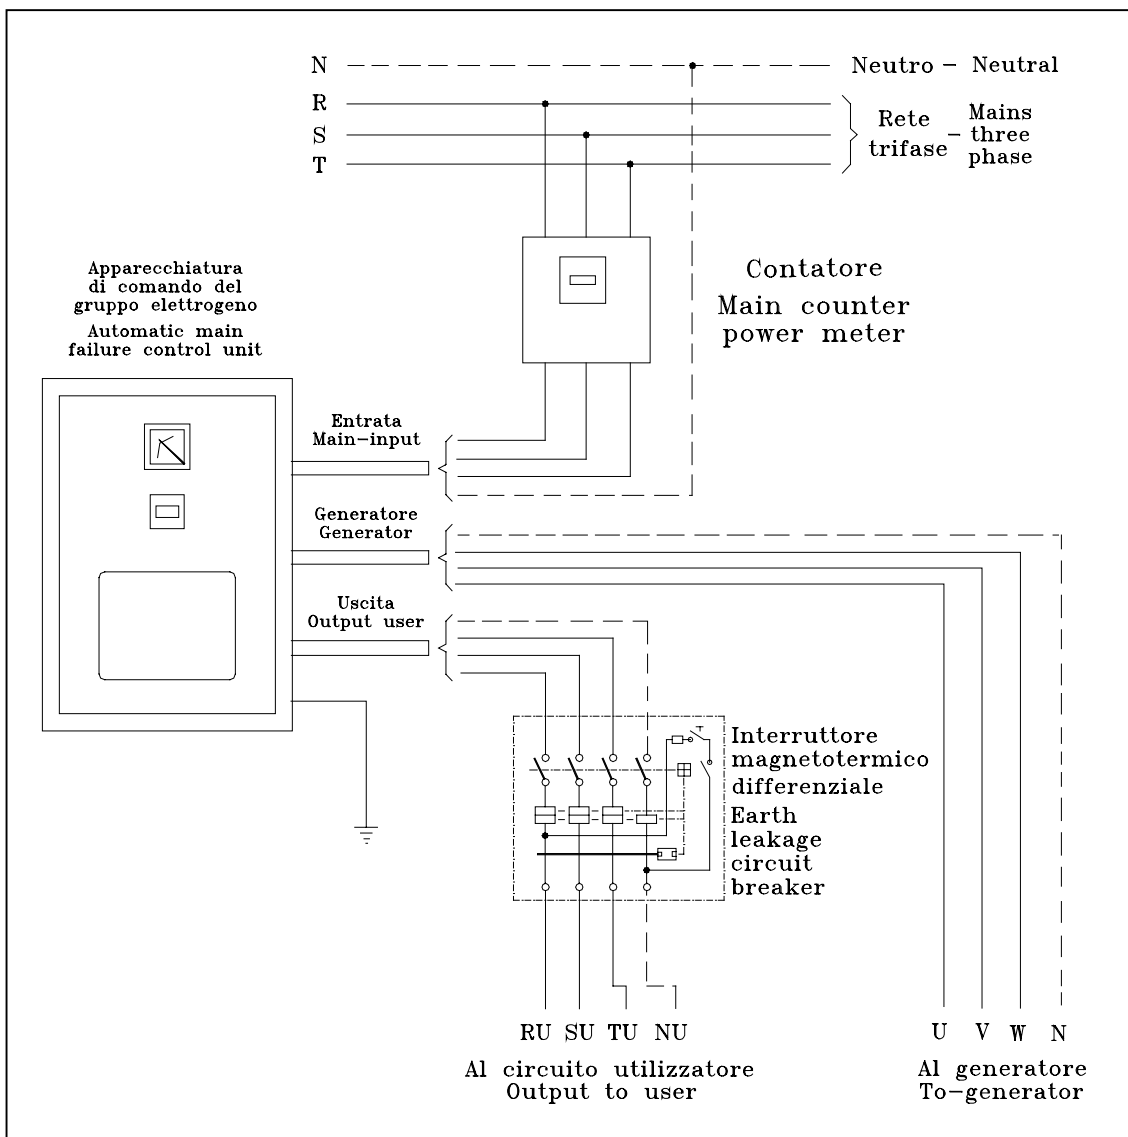 N
Neutro - Neutral
R
S
T
Rete
trifase
-
Mains
three
phase
Apparecchiatura
di comando del
gruppo elettrogeno
Automatic main
failure control unit
Contatore
Main counter
power meter
Entrata
Main-input
Generatore
Generator
Uscita
Output user
Interruttore
magnetotermico
differenziale
Earth
leakage
circuit
breaker
RU SU TU NU
U V W N
Al circuito utilizzatore
Output to user
Al generatore
To-generator